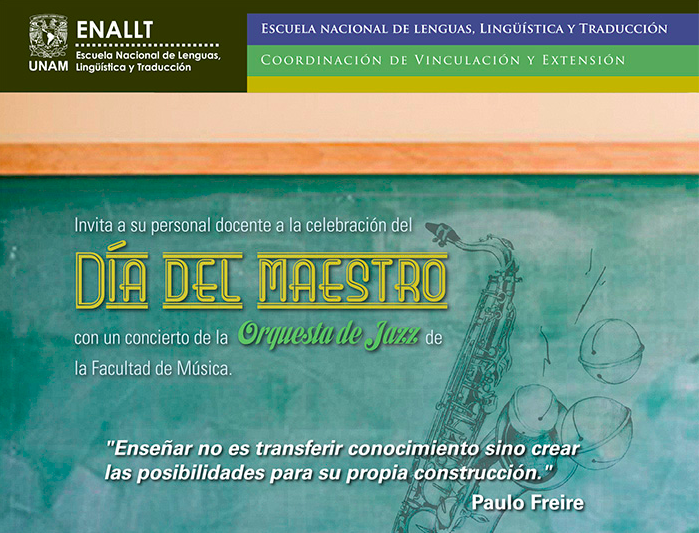 ENALLT
Escuela Nacional de Lenguas,
Lingüística y Traducción
UNAM
Escuela nacional de lenguas, Lingüística y Traducción
Coordinación de Vinculación y Extensión
Invita a su personal docente a la celebración del
DÍA DEL MAESTRO
con un concierto de la Orquesta de Jazz de
la Facultad de Música.
"Enseñar no es transferir conocimiento sino crear
las posibilidades para su propia construcción."
Paulo Freire